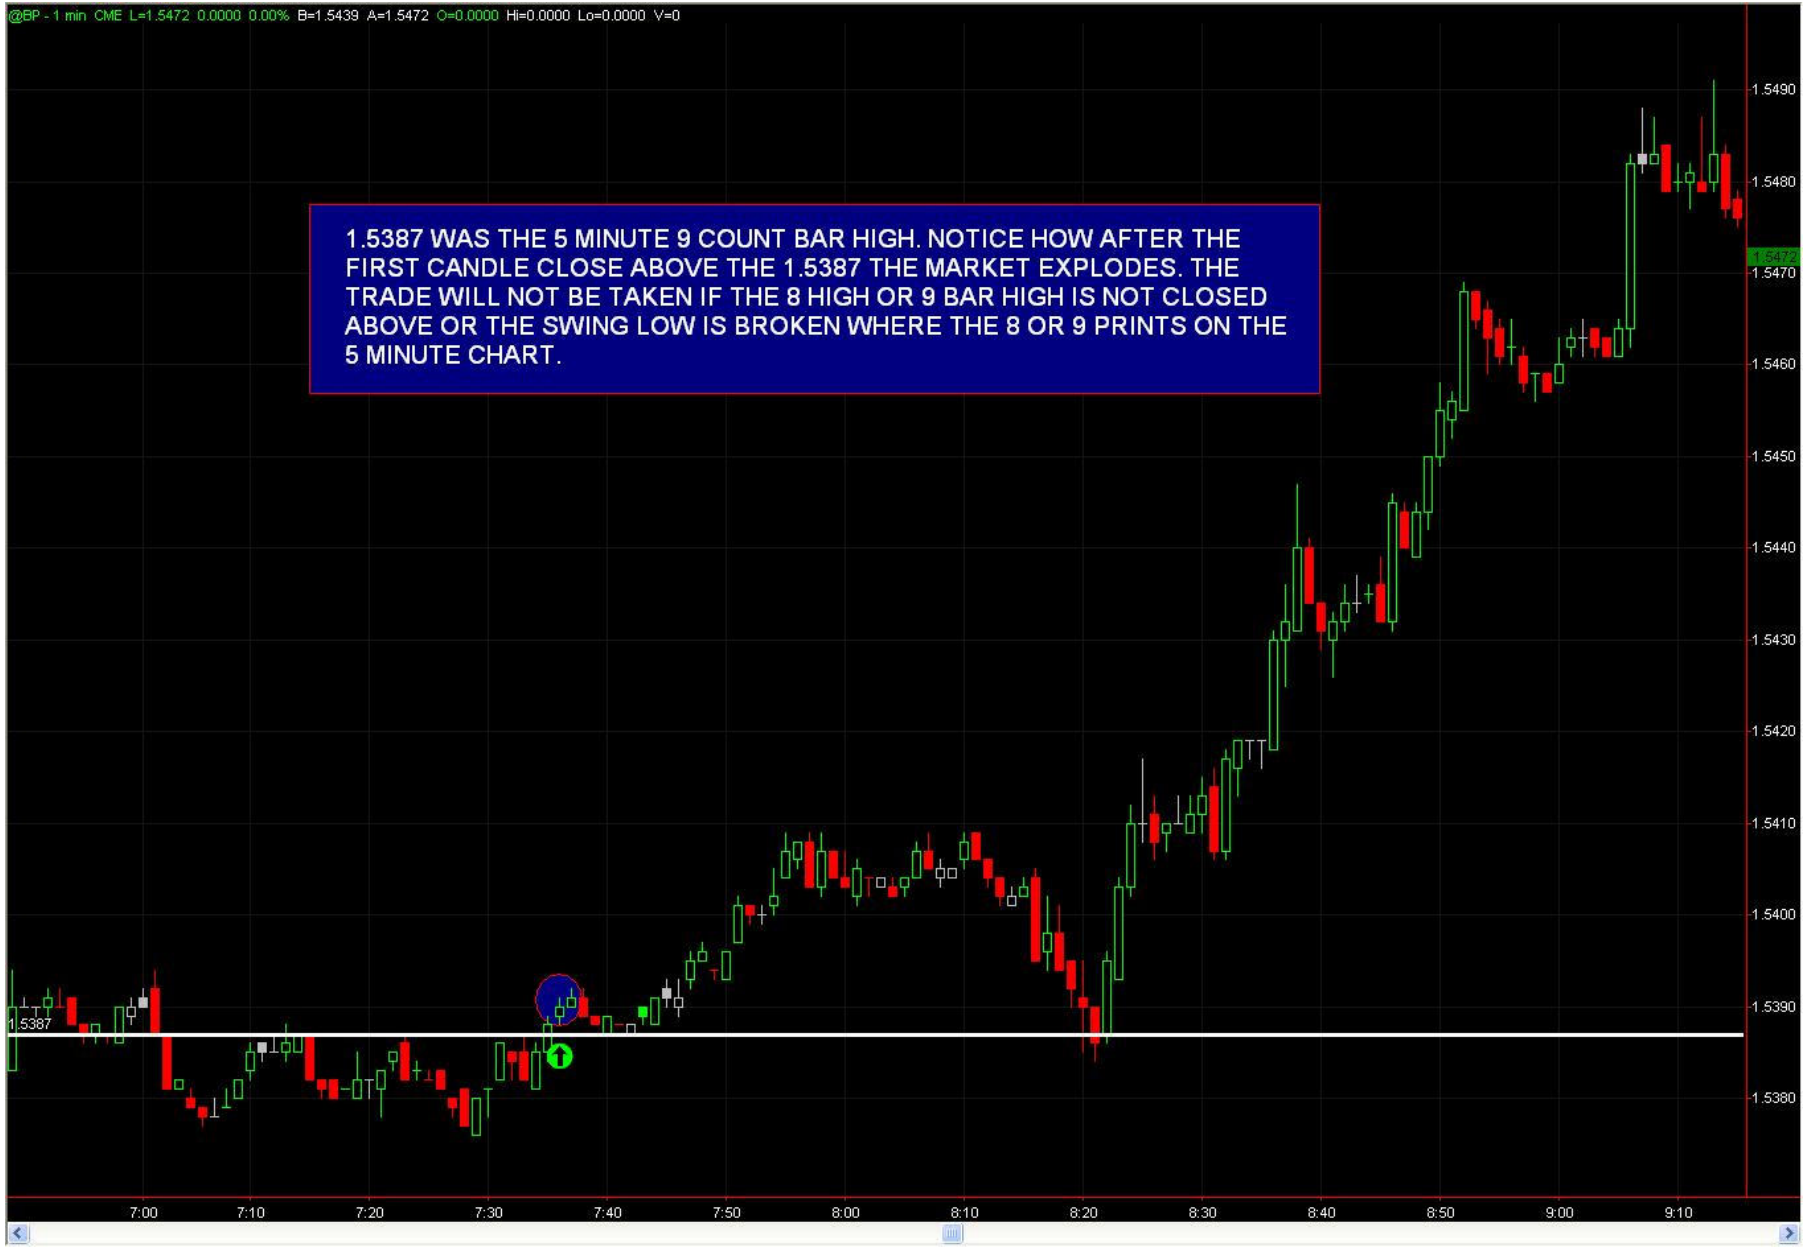 @BP - 1 min CME L=1.5472 0.0000 0.00% B=1.5439 A=1.5472 O=0.0000 Hi=0.0000 Lo=0.0000 V=0
1.5490
1.5480
1.5387 WAS THE 5 MINUTE 9 COUNT BAR HIGH. NOTICE HOW AFTER THE
FIRST CANDLE CLOSE ABOVE THE 1.5387 THE MARKET EXPLODES. THE
TRADE WILL NOT BE TAKEN IF THE 8 HIGH OR 9 BAR HIGH IS NOT CLOSED
ABOVE OR THE SWING LOW IS BROKEN WHERE THE 8 OR 9 PRINTS ON THE
5 MINUTE CHART.
1.5472
1.5470
1.5460
1.5450
1.5440
1.5430
1.5420
1.5410
1.5400
1.5390
1.5387
1.5380
7:00 7:10 7:20 7:30 7:40 7:50 8:00 8:10 8:20 8:30 8:40 8:50 9:00 9:10